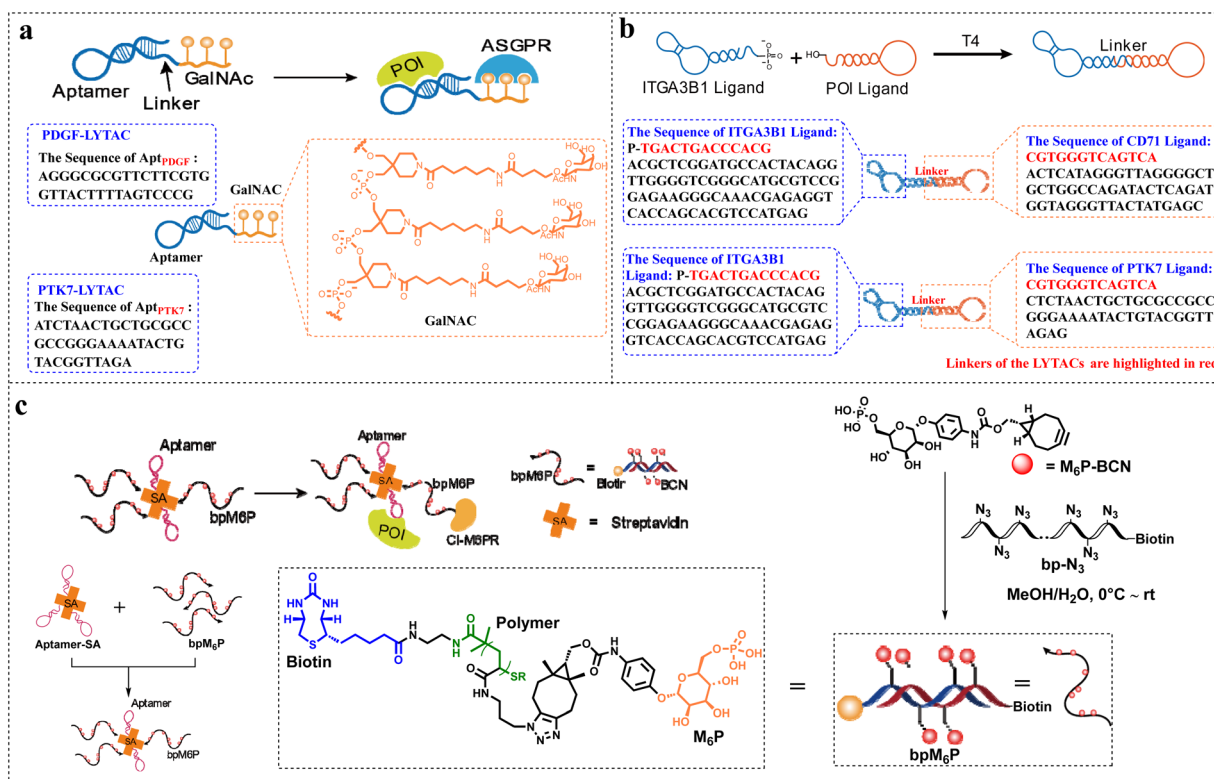 a
Aptamer
Linker
GalNAc
POI
ASGPR
PDGF-LYTAC
The Sequence of AptPDGF :
AGGGCGCGTTCTTCGTG
GTTACTTTTAGTCCCG
GalNAC
Aptamer
PTK7-LYTAC
The Sequence of AptPTK7 :
ATCTAACTGCTGCGCC
GCCGGGAAAATACTG
TACGGTTAGA
GalNAC
b
ITGA3B1 Ligand
+
HO
POI Ligand
T4
Linker
The Sequence of ITGA3B1 Ligand:
P-TGACTGACCCACG
ACGCTCGGATGCCACTACAGG
TTGGGGTCGGGCATGCGTCCG
GAGAAGGGCAAACGAGAGGT
CACCAGCACGTCCATGAG
Linker
The Sequence of CD71 Ligand:
CGTGGGTCAGTCA
ACTCATAGGGTTAGGGGCT
GCTGGCCAGATACTCAGAT
GGTAGGGTTACTATGAGC
The Sequence of ITGA3B1
Ligand: P-TGACTGACCCACG
ACGCTCGGATGCCACTACAG
GTTGGGGTCGGGCATGCGTC
CGGAGAAGGGCAAACGAGAG
GTCACCAGCACGTCCATGAG
Linker
The Sequence of PTK7 Ligand:
CGTGGGTCAGTCA
CTCTAACTGCTGCGCCGCC
GGGAAAATACTGTACGGTT
AGAG
Linkers of the LYTACs are highlighted in red
c
Aptamer
SA
bpM6P
Aptamer
SA
bpM6P
POI
CI-M6PR
bpM6P
=
Biotin
BCN
SA
= Streptavidin
SA
+
Aptamer-SA
bpM6P
Aptamer
SA
bpM6P
Biotin
Polymer
SR
M6P
= M6P-BCN
N3
Biotin
bp-N3
MeOH/H2O, 0°C ~ rt
=
Biotin
=
bpM6P